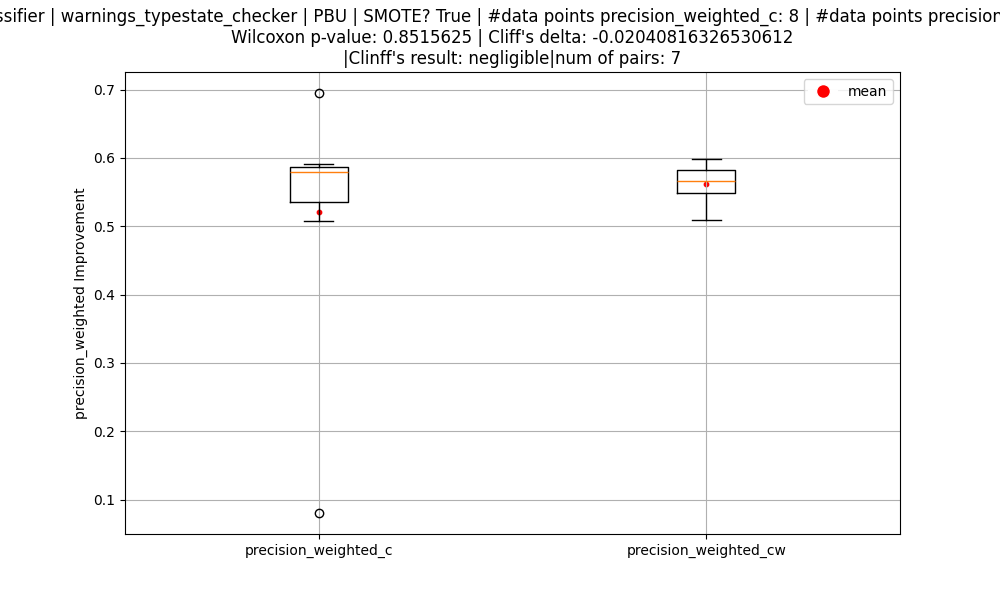 | warnings_typestate_checker | PBU | SMOTE? True | #data points precision_weighted_c: 8 | #data points
Wilcoxon p-value: 0.8515625 | Cliff's delta: -0.02040816326530612
|Clinff's result: negligible|num of pairs: 7
mean
0.7
0.6
0.5
0.4
0.3
0.2
0.1
precision_weighted Improvement
precision_weighted_c
precision_weighted_cw